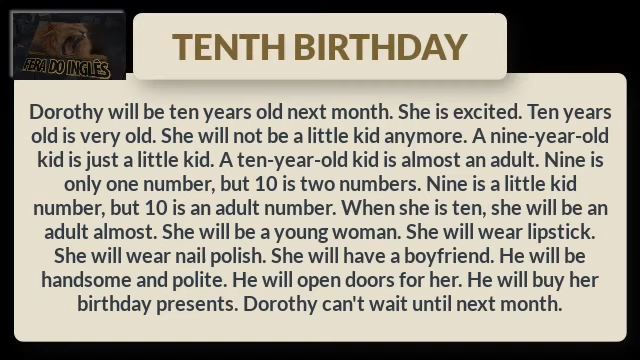 FERA DO INGLÊS
TENTH BIRTHDAY
Dorothy will be ten years old next month. She is excited. Ten years
old is very old. She will not be a little kid anymore. A nine-year-old
kid is just a little kid. A ten-year-old kid is almost an adult. Nine is
only one number, but 10 is two numbers. Nine is a little kid
number, but 10 is an adult number. When she is ten, she will be an
adult almost. She will be a young woman. She will wear lipstick.
She will wear nail polish. She will have a boyfriend. He will be
handsome and polite. He will open doors for her. He will buy her
birthday presents. Dorothy can't wait until next month.